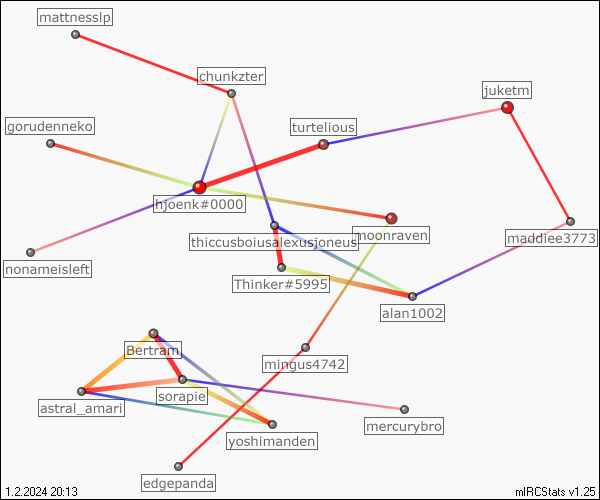 mattnesslp
chunkzter
juketm
gorudenneko
turtelious
hjoenk#0000
moonraven
thiccusboiusalexusjoneus
maddiee3773
nonameisleft
Thinker#5995
alan1002
Bertram
mingus4742
sorapie
astral_amari
mercurybro
yoshimanden
edgepanda
1.2.2024 20:13
mIRCStats v1.25